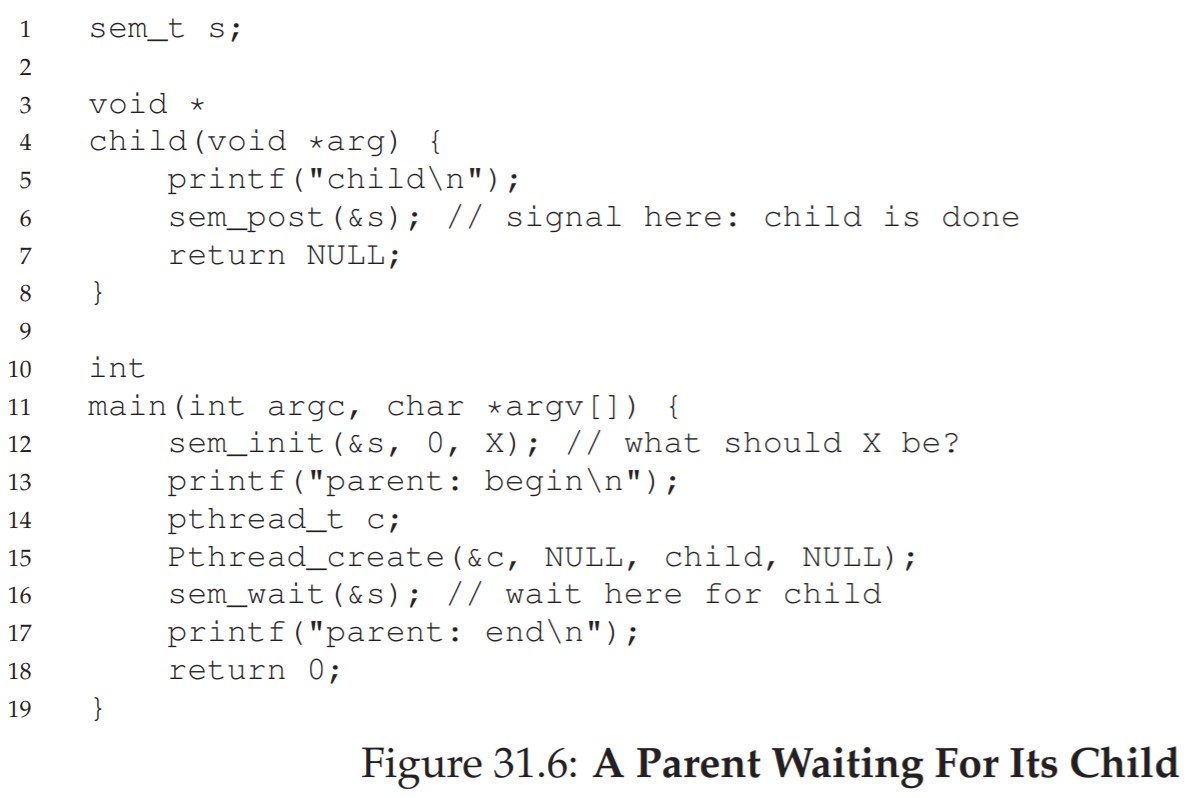 1 sem_t s;
2
3 void *
4 child(void *arg) {
5 printf("child\n");
6 sem_post(&s); // signal here: child is done
7 return NULL;
8 }
9
10 int
11 main(int argc, char *argv[]) {
12 sem_init(&s, 0, X); // what should X be?
13 printf("parent: begin\n");
14 pthread_t c;
15 Pthread_create(&c, NULL, child, NULL);
16 sem_wait(&s); // wait here for child
17 printf("parent: end\n");
18 return 0;
19 }
Figure 31.6: A Parent Waiting For Its Child